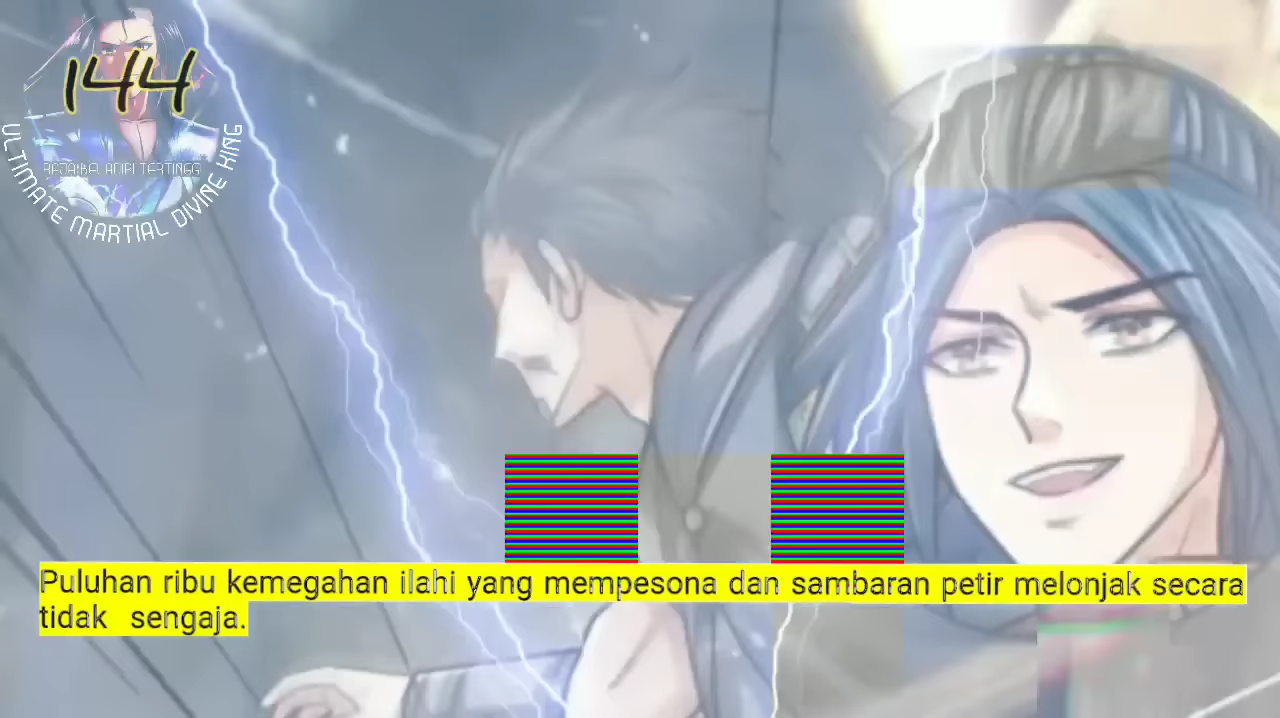 144
ULTIMATE MARTIAL DIVINE KING
Puluhan ribu kemegahan ilahi yang mempesona dan sambaran petir melonjak secara
tidak sengaja.